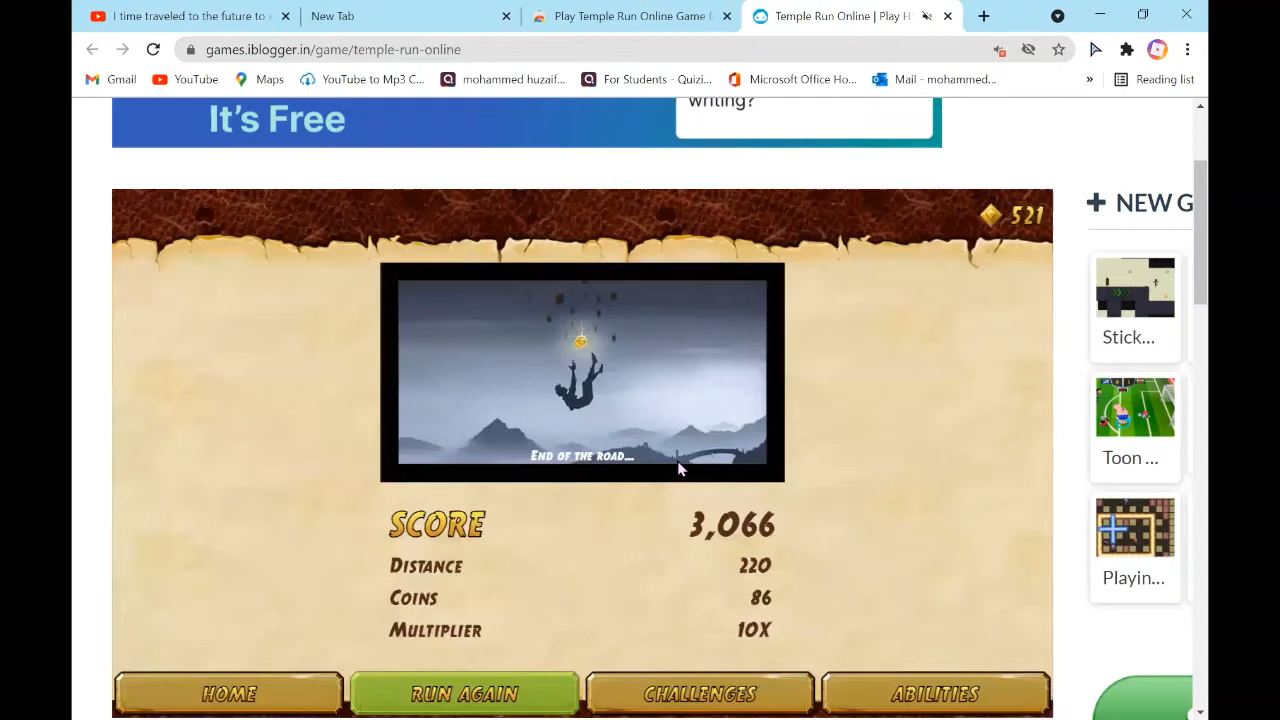 I time traveled to the future to s
New Tab
Play Temple Run Online Game
Temple Run Online | Play H
games.iblogger.in/game/temple-run-online
Gmail
YouTube
Maps
YouTube to Mp3 C...
mohammed huzaif...
For Students - Quizi...
Microsoft Office Ho...
Mail - mohammed...
»
Reading list
It's Free
writing?
521
+ NEW G
END OF THE ROAD...
Stick...
Toon ...
Playin...
SCORE 3,066
DISTANCE 220
COINS 86
MULTIPLIER 10X
HOME
RUN AGAIN
CHALLENGES
ABILITIES